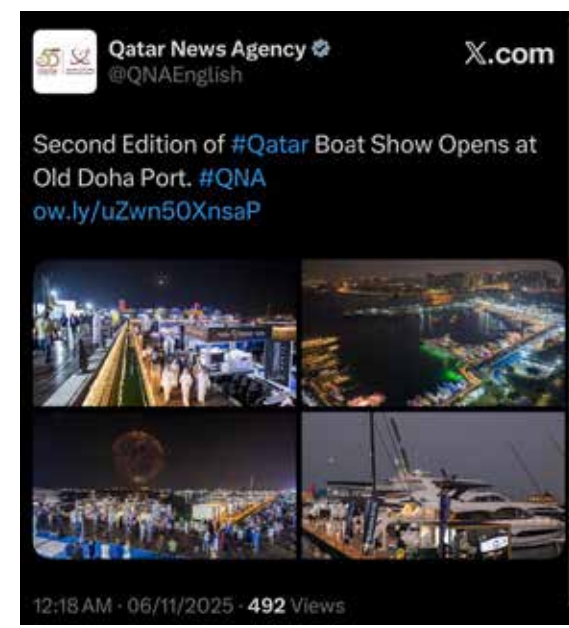 Qatar News Agency
@QNAEnglish
X.com
Second Edition of #Qatar Boat Show Opens at
Old Doha Port. #QNA
ow.ly/uZwn50XnsaP
12:18 AM · 06/11/2025 · 492 Views